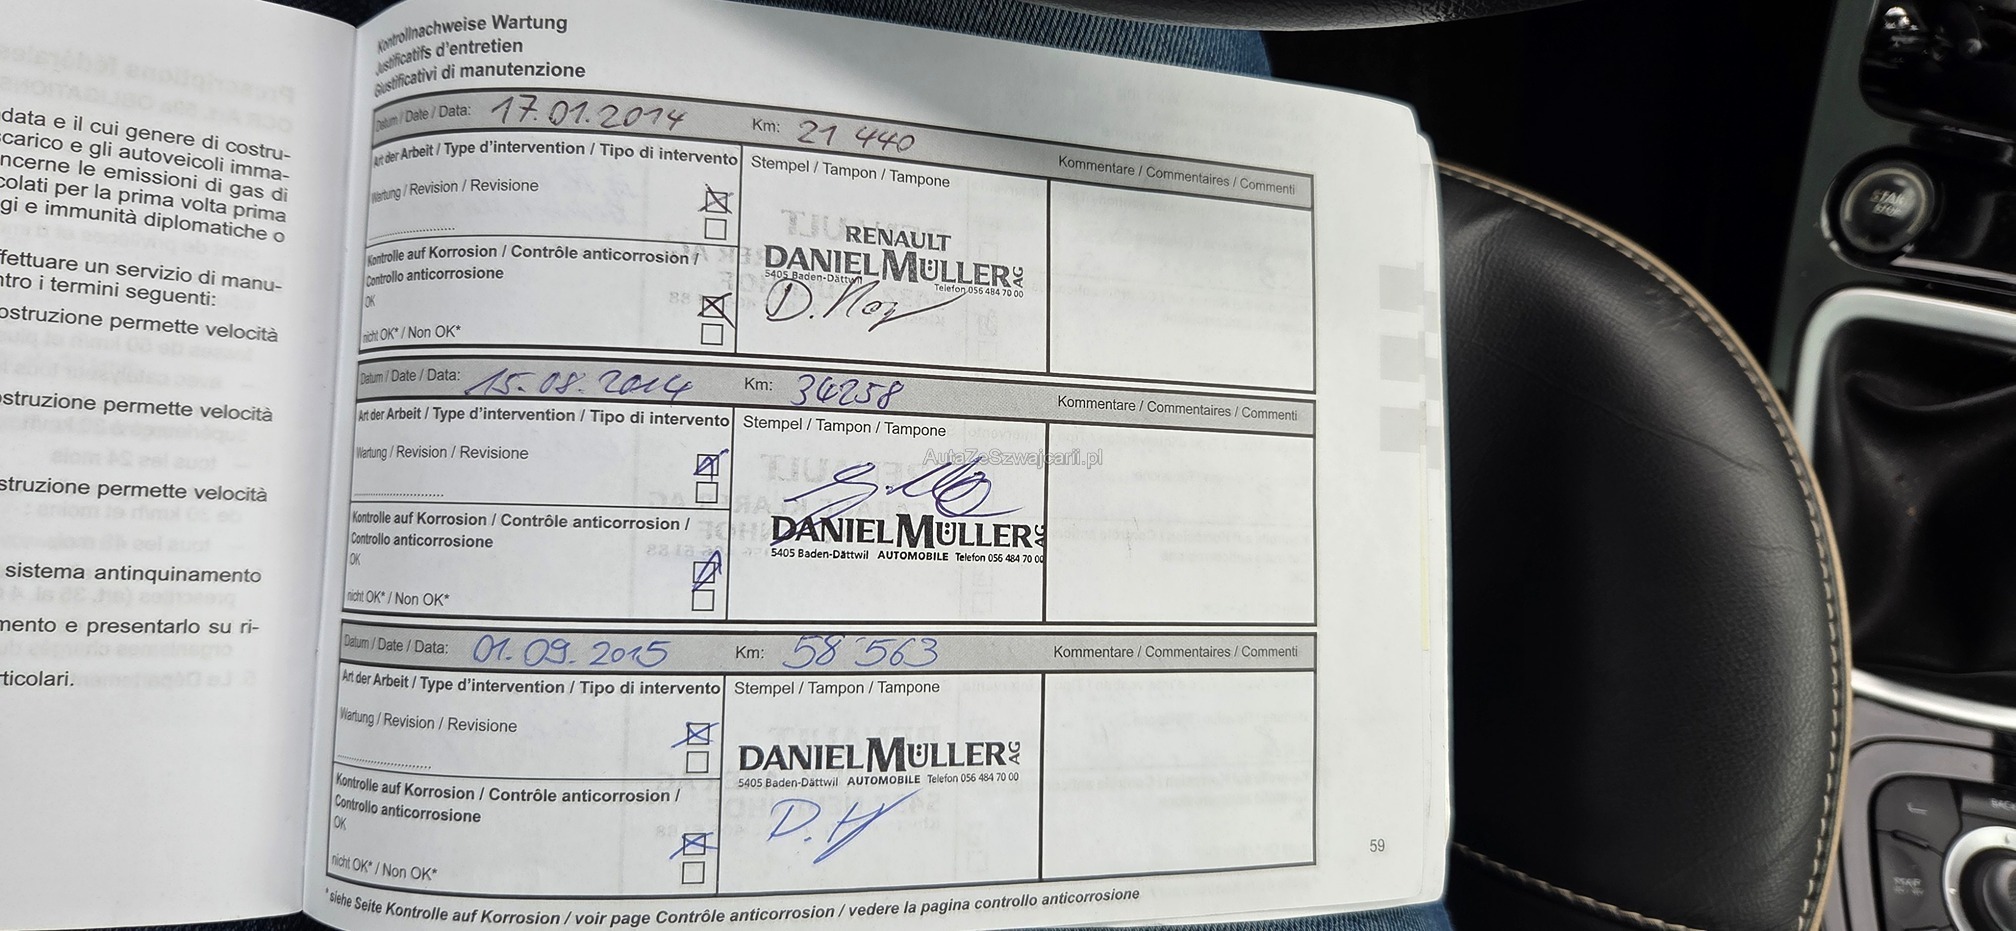 data e il cui genere di costru-
scarico e gli autoveicoli imma-
ncerne le emissioni di gas di
colati per la prima volta prima
gi e immunità diplomatiche o
ffettuare un servizio di manu-
ntro i termini seguenti:
ostruzione permette velocità
ostruzione permette velocità
struzione permette velocità
sistema antinquinamento
mento e presentarlo su ri-
rticolari.
Kontrollnachweise Wartung
Justificatifs d'entretien
Giustificativi di manutenzione
Datum / Date / Data: 17.01.2014 Km: 21 440 Kommentare / Commentaires / Commenti
Art der Arbeit / Type d'intervention / Tipo di intervento Stempel / Tampon / Tampone
Wartung / Revision / Revisione
Kontrolle auf Korrosion / Contrôle anticorrosion /
Controllo anticorrosione
OK
nicht OK* / Non OK*
RENAULT
DANIEL MÜLLER AG
5405 Baden-Dättwil
Telefon 056 484 70 00
Datum / Date / Data: 15.08.2014 Km: 34258 Kommentare / Commentaires / Commenti
Art der Arbeit / Type d'intervention / Tipo di intervento Stempel / Tampon / Tampone
Wartung / Revision / Revisione
Kontrolle auf Korrosion / Contrôle anticorrosion /
Controllo anticorrosione
OK
nicht OK* / Non OK*
AutaZeSzwajcarii.pl
DANIEL MÜLLER AG
5405 Baden-Dättwil AUTOMOBILE Telefon 056 484 70 00
Datum / Date / Data: 01.09.2015 Km: 58'563 Kommentare / Commentaires / Commenti
Art der Arbeit / Type d'intervention / Tipo di intervento Stempel / Tampon / Tampone
Wartung / Revision / Revisione
Kontrolle auf Korrosion / Contrôle anticorrosion /
Controllo anticorrosione
OK
nicht OK* / Non OK*
DANIEL MÜLLER AG
5405 Baden-Dättwil AUTOMOBILE Telefon 056 484 70 00
59
*siehe Seite Kontrolle auf Korrosion / voir page Contrôle anticorrosion / vedere la pagina controllo anticorrosione
START
STOP